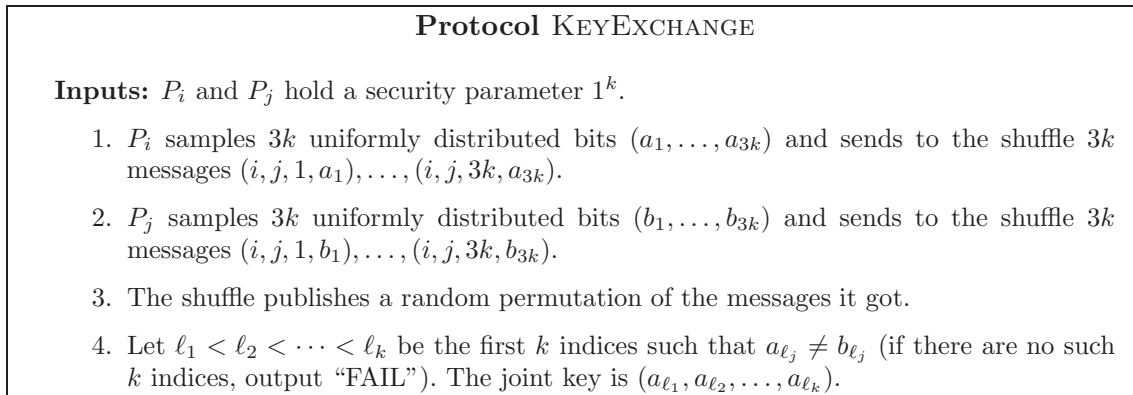 Protocol KEYEXCHANGE
Inputs: P_i and P_j hold a security parameter 1^k.
1. P_i samples 3k uniformly distributed bits (a_1, . . . , a_{3k}) and sends to the shuffle 3k
messages (i, j, 1, a_1), . . . , (i, j, 3k, a_{3k}).
2. P_j samples 3k uniformly distributed bits (b_1, . . . , b_{3k}) and sends to the shuffle 3k
messages (i, j, 1, b_1), . . . , (i, j, 3k, b_{3k}).
3. The shuffle publishes a random permutation of the messages it got.
4. Let ℓ_1 < ℓ_2 < · · · < ℓ_k be the first k indices such that a_{ℓ_j} ≠ b_{ℓ_j} (if there are no such
k indices, output “FAIL”). The joint key is (a_{ℓ_1}, a_{ℓ_2}, . . . , a_{ℓ_k}).